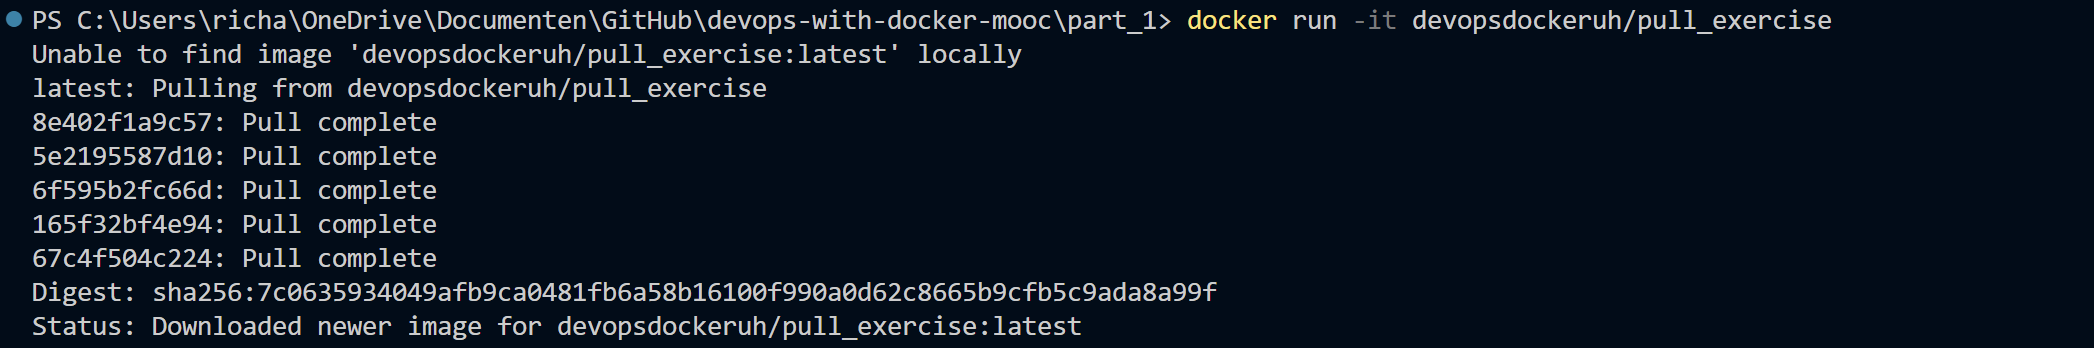 PS C:\Users\richa\OneDrive\Documenten\GitHub\devops-with-docker-mooc\part_1> docker run -it devopsdockeruh/pull_exercise
Unable to find image 'devopsdockeruh/pull_exercise:latest' locally
latest: Pulling from devopsdockeruh/pull_exercise
8e402f1a9c57: Pull complete
5e2195587d10: Pull complete
6f595b2fc66d: Pull complete
165f32bf4e94: Pull complete
67c4f504c224: Pull complete
Digest: sha256:7c0635934049afb9ca0481fb6a58b16100f990a0d62c8665b9cfb5c9ada8a99f
Status: Downloaded newer image for devopsdockeruh/pull_exercise:latest